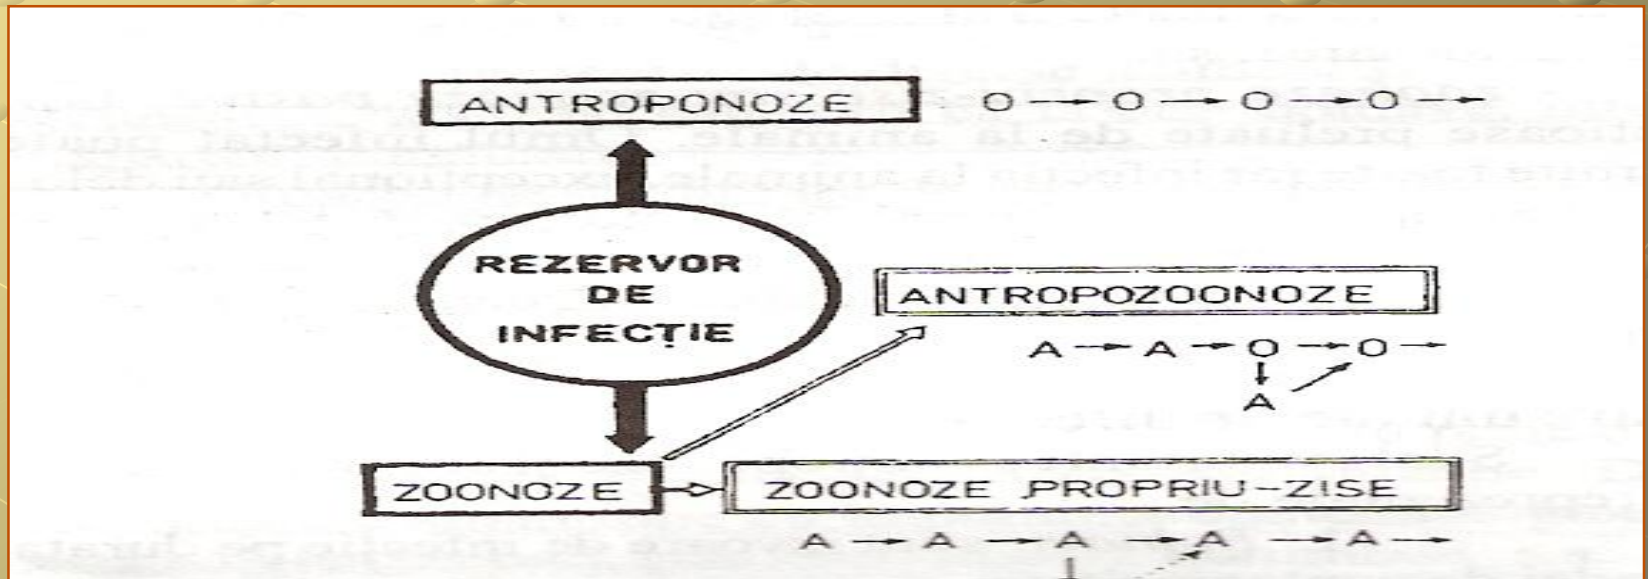 ANTROPONOZE O → O → O → O →
REZERVOR
DE
INFECȚIE
ANTROPOZOONOZE
A → A → O → O →
A
ZOONOZE
ZOONOZE PROPRIU-ZISE
A → A → A → A → A →